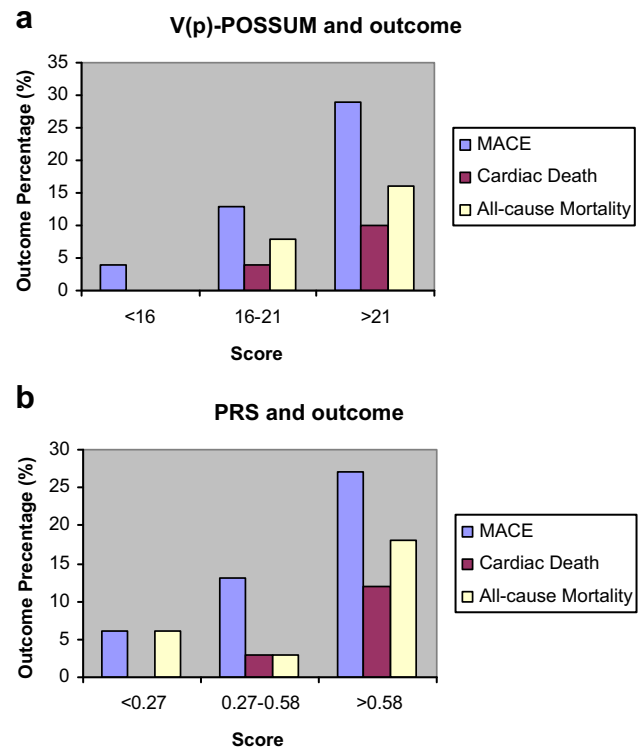 a
V(p)-POSSUM and outcome
Outcome Percentage (%)
35
30
25
20
15
10
5
0
<16 16-21 >21
Score
MACE
Cardiac Death
All-cause Mortality
b
PRS and outcome
Outcome Precentage (%)
30
25
20
15
10
5
0
<0.27 0.27-0.58 >0.58
Score
MACE
Cardiac Death
All-cause Mortality